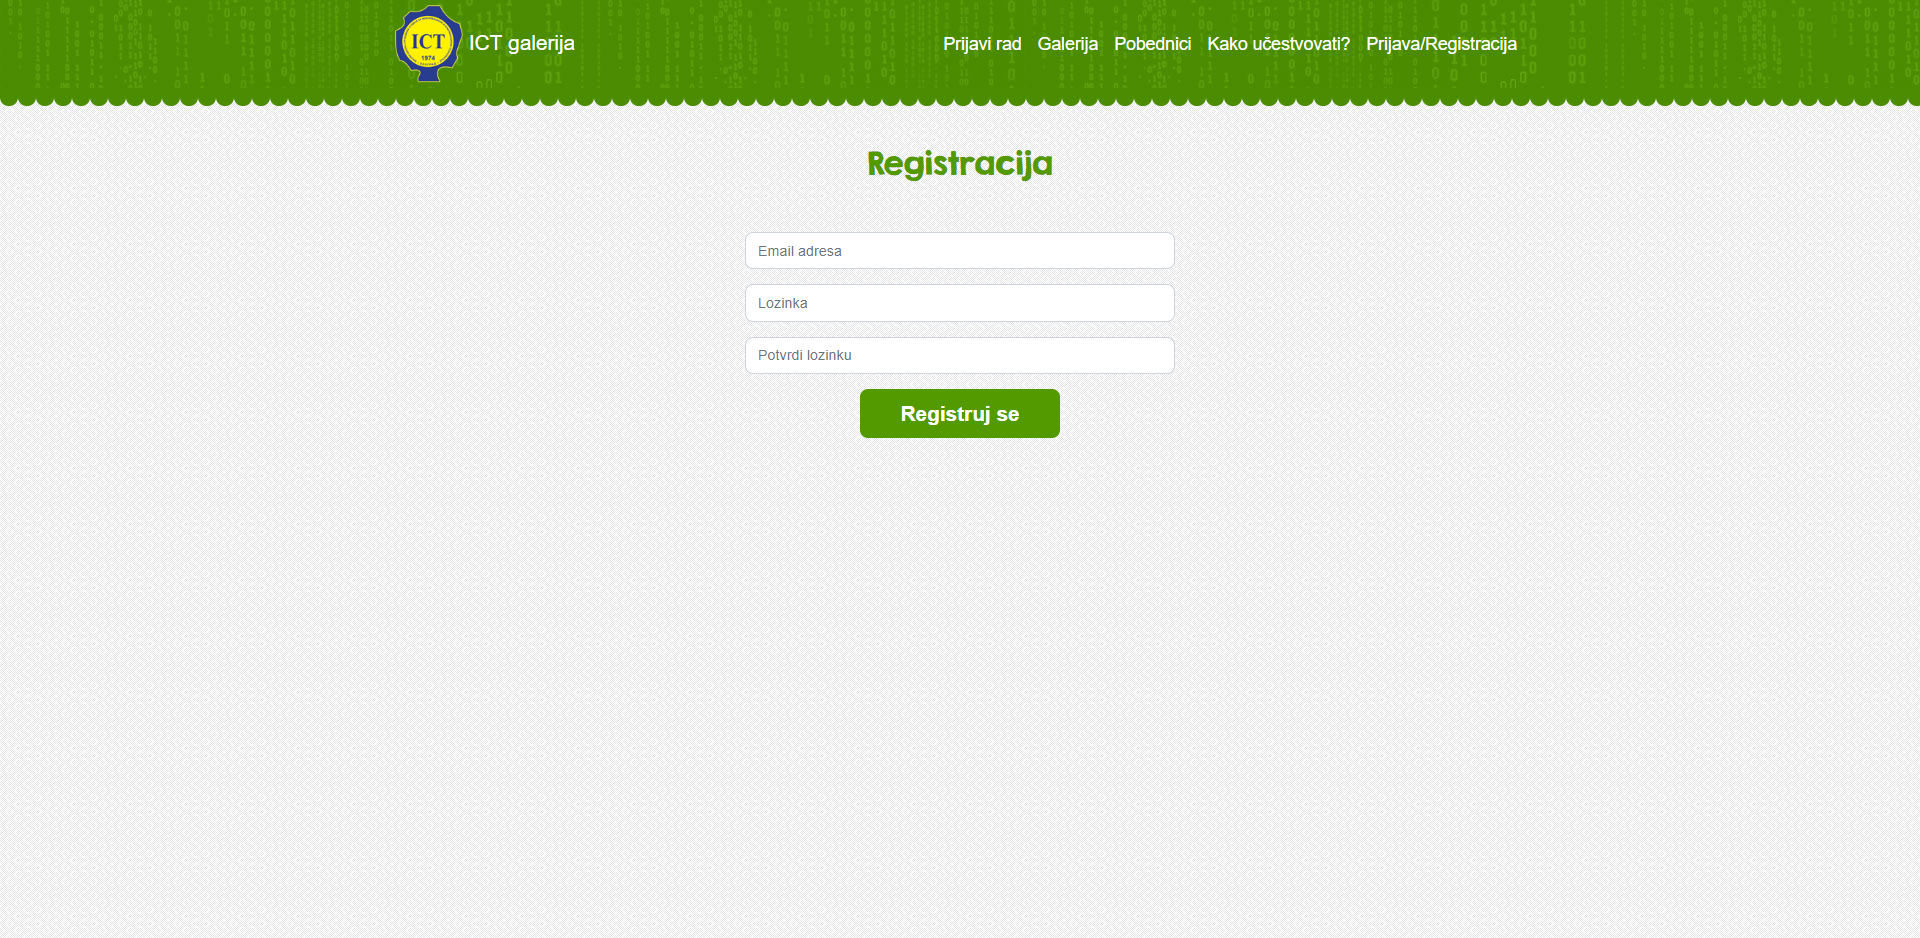 ICT
1974
ICT galerija
Prijavi rad Galerija Pobednici Kako učestvovati? Prijava/Registracija
Registracija
Email adresa
Lozinka
Potvrdi lozinku
Registruj se